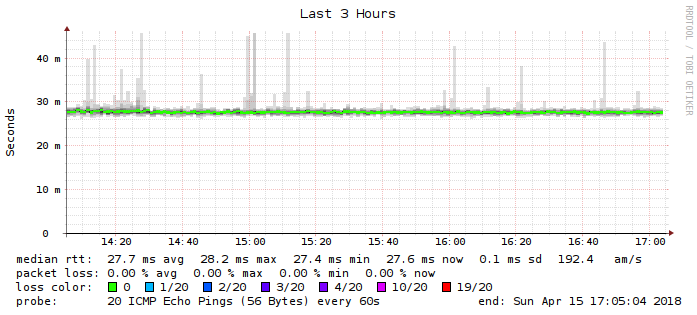 Last 3 Hours
RRDTOOL / TOBI OETIKER
Seconds
40 m
30 m
20 m
10 m
0
14:20 14:40 15:00 15:20 15:40 16:00 16:20 16:40 17:00
median rtt: 27.7 ms avg 28.2 ms max 27.4 ms min 27.6 ms now 0.1 ms sd 192.4 am/s
packet loss: 0.00 % avg 0.00 % max 0.00 % min 0.00 % now
loss color: 0 1/20 2/20 3/20 4/20 10/20 19/20
probe: 20 ICMP Echo Pings (56 Bytes) every 60s end: Sun Apr 15 17:05:04 2018